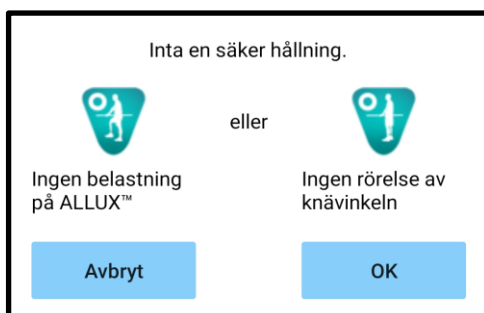 Inta en säker hållning.
eller
Ingen belastning
på ALLUX™
Ingen rörelse av
knävinkeln
Avbryt
OK